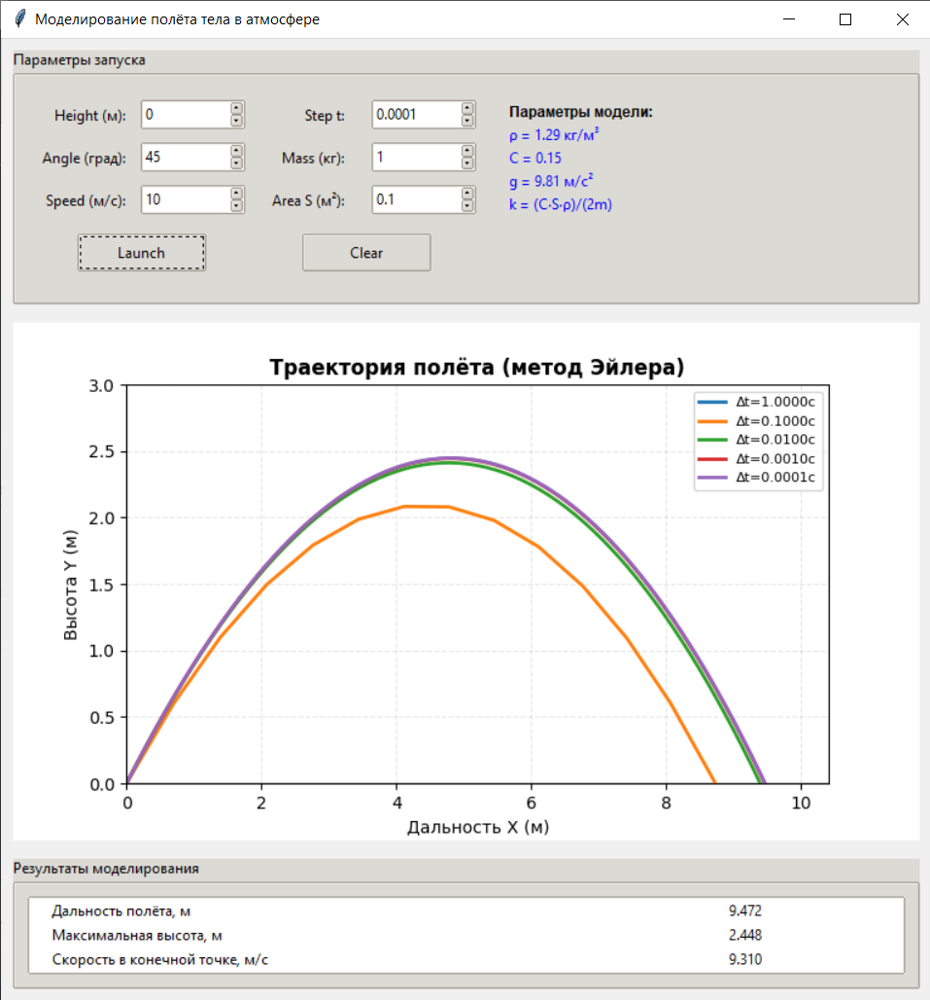 Моделирование полёта тела в атмосфере
Параметры запуска
Height (м): 0 Step t: 0.0001 Параметры модели:
ρ = 1.29 кг/м³
Angle (град): 45 Mass (кг): 1 C = 0.15
g = 9.81 м/с²
Speed (м/с): 10 Area S (м²): 0.1 k = (C·S·ρ)/(2m)
Launch Clear
Траектория полёта (метод Эйлера)
3.0
2.5
2.0
1.5
1.0
0.5
0.0
Высота Y (м)
Δt=1.0000с
Δt=0.1000с
Δt=0.0100с
Δt=0.0010с
Δt=0.0001с
0 2 4 6 8 10
Дальность X (м)
Результаты моделирования
Дальность полёта, м 9.472
Максимальная высота, м 2.448
Скорость в конечной точке, м/с 9.310